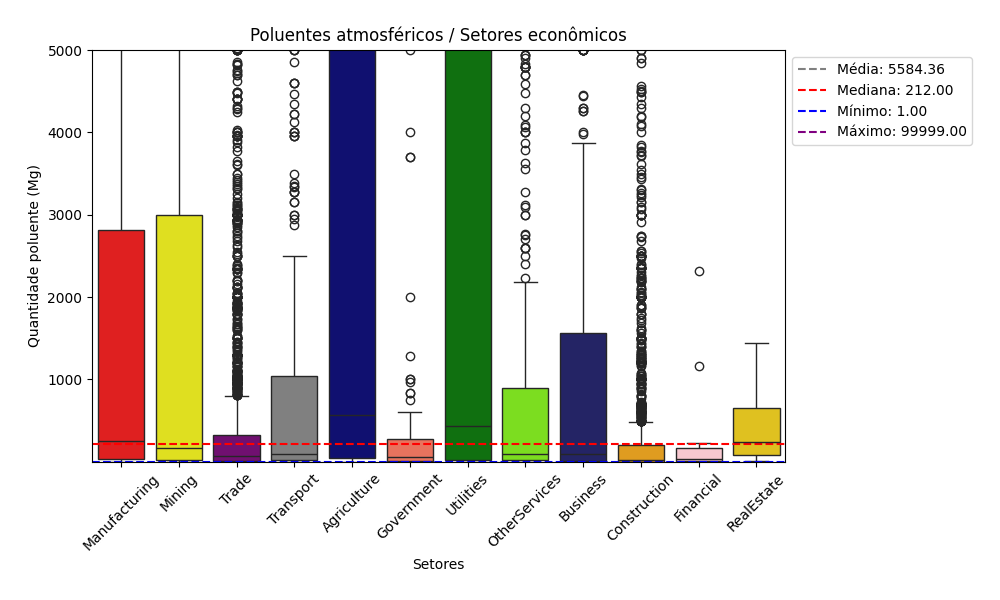 Poluentes atmosféricos / Setores econômicos
Média: 5584.36
Mediana: 212.00
Mínimo: 1.00
Máximo: 99999.00
Quantidade poluente (Mg)
5000
4000
3000
2000
1000
Manufacturing
Mining
Trade
Transport
Agriculture
Government
Utilities
OtherServices
Business
Construction
Financial
RealEstate
Setores